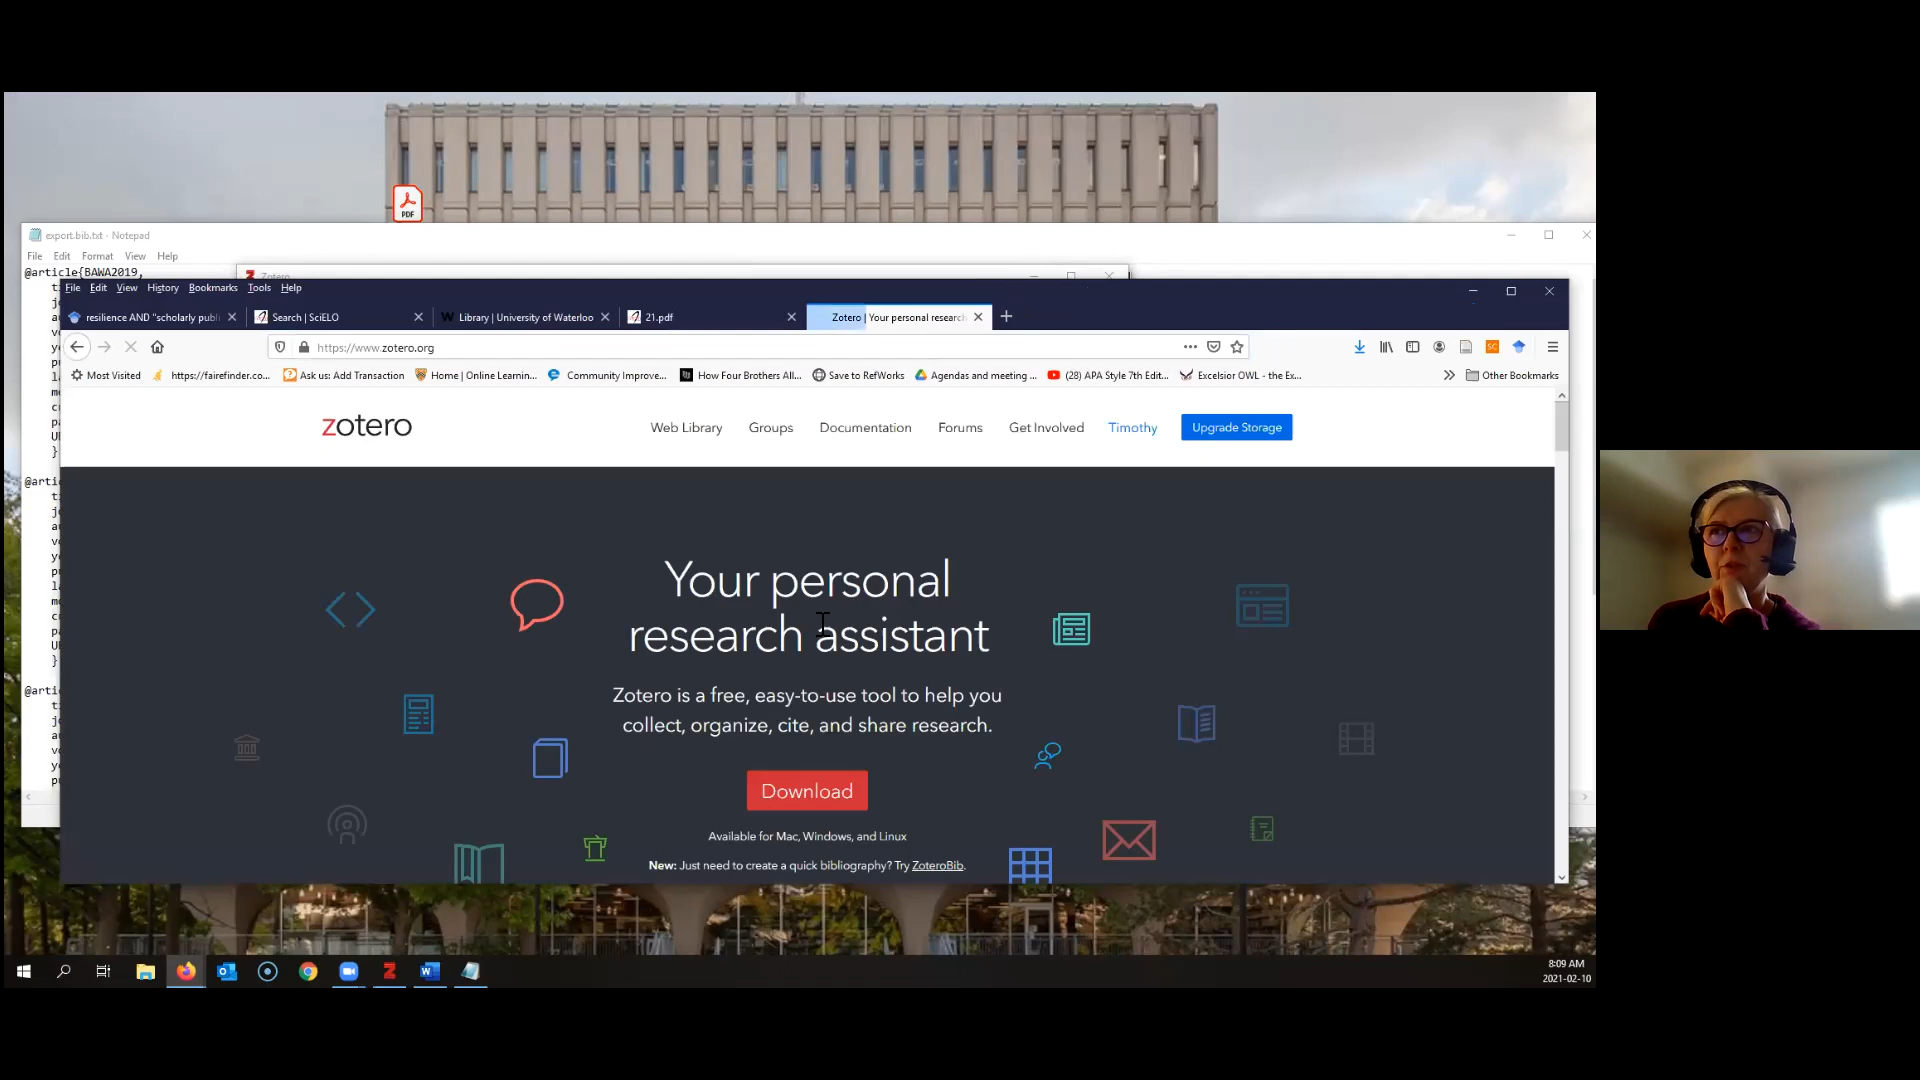 PDF
export.bib.txt - Notepad
File Edit Format View Help
@article{BAWA2019,
Zotero
File Edit View History Bookmarks Tools Help
resilience AND "scholarly publi
Search | SciELO
Library | University of Waterloo
21.pdf
Zotero | Your personal research
https://www.zotero.org
Most Visited
https://fairefinder.co...
Ask us: Add Transaction
Home | Online Learnin...
Community Improve...
How Four Brothers All...
Save to RefWorks
Agendas and meeting ...
(28) APA Style 7th Edit...
Excelsior OWL - the Ex...
Other Bookmarks
zotero
Web Library
Groups
Documentation
Forums
Get Involved
Timothy
Upgrade Storage
Your personal
research assistant
Zotero is a free, easy-to-use tool to help you
collect, organize, cite, and share research.
Download
Available for Mac, Windows, and Linux
New: Just need to create a quick bibliography? Try ZoteroBib.
8:09 AM
2021-02-10